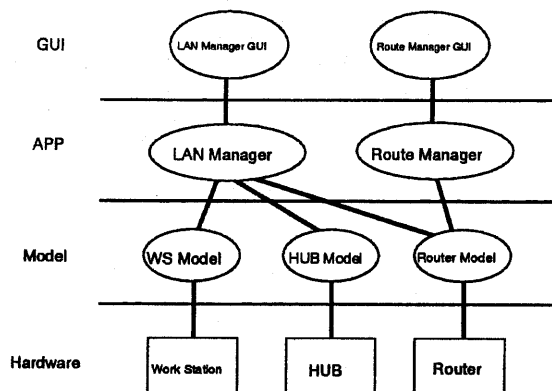 GUI
LAN Manager GUI
Route Manager GUI
APP
LAN Manager
Route Manager
Model
WS Model
HUB Model
Router Model
Hardware
Work Station
HUB
Router